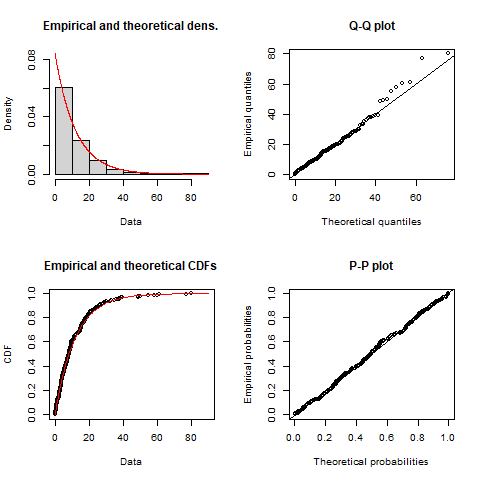 Empirical and theoretical dens.
Density
0.00 0.04 0.08
0 20 40 60 80
Data
Q-Q plot
Empirical quantiles
0 20 40 60 80
0 20 40 60
Theoretical quantiles
Empirical and theoretical CDFs
CDF
0.0 0.2 0.4 0.6 0.8 1.0
0 20 40 60 80
Data
P-P plot
Empirical probabilities
0.0 0.2 0.4 0.6 0.8 1.0
0.0 0.2 0.4 0.6 0.8 1.0
Theoretical probabilities